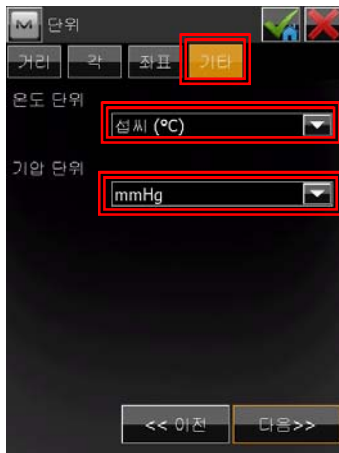 M 단위
거리 각 좌표 기타
온도 단위
섭씨 (°C)
기압 단위
mmHg
<< 이전 다음>>